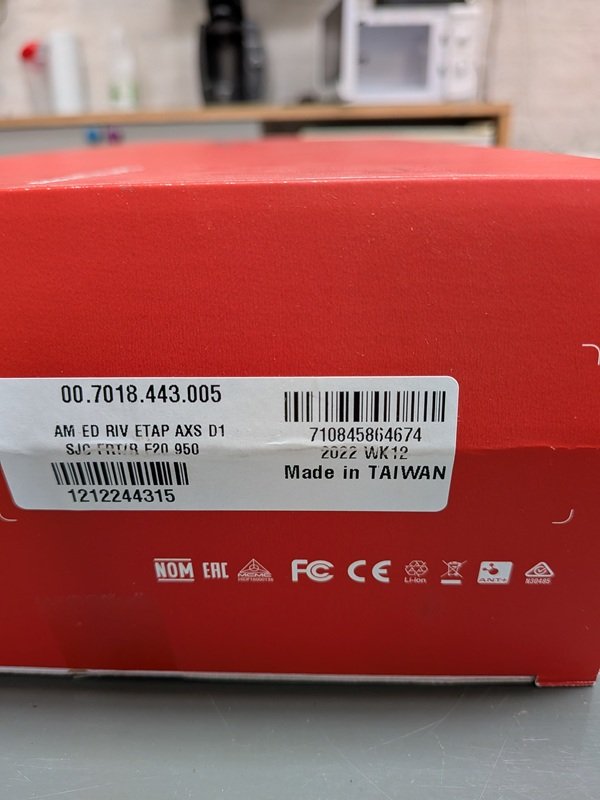 00.7018.443.005
AM ED RIV ETAP AXS D1
SJC FRT/R F20 950
1212244315
710845864674
2022 WK12
Made in TAIWAN
NOM EAC FC CE Li-ion ANT+ N30485